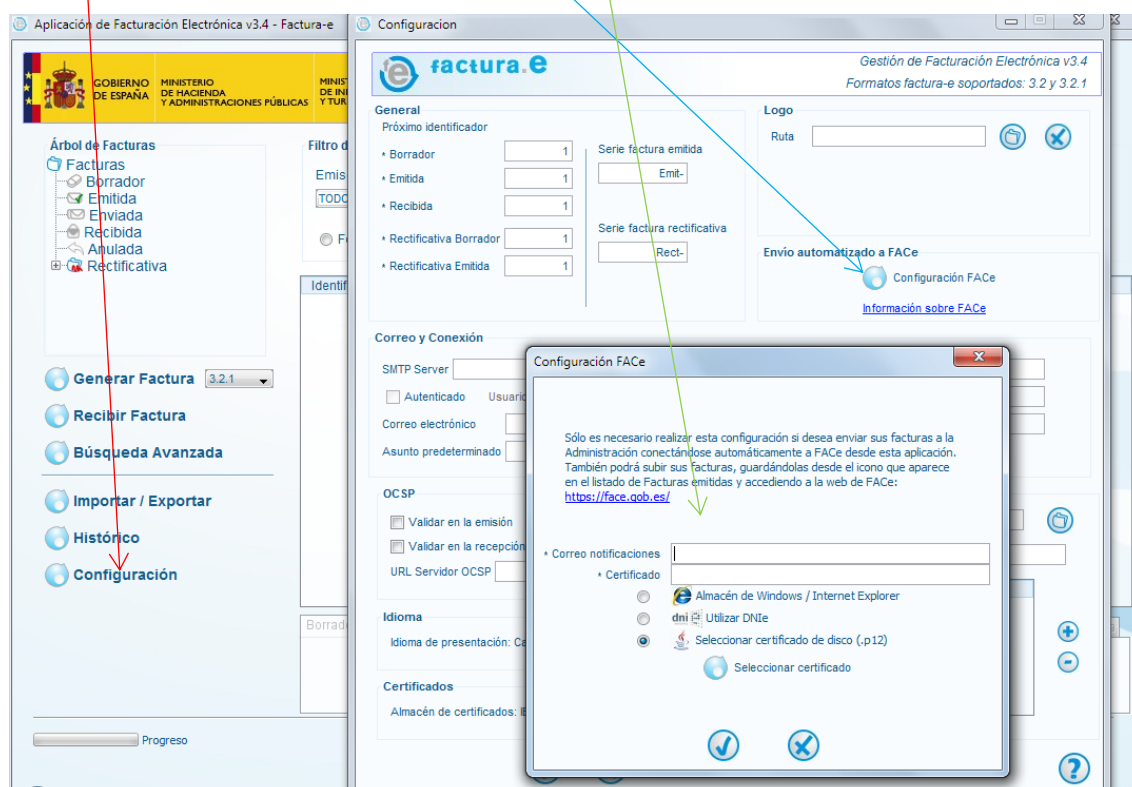 Aplicación de Facturación Electrónica v3.4 - Factura-e
GOBIERNO
DE ESPAÑA
MINISTERIO
DE HACIENDA
Y ADMINISTRACIONES PÚBLICAS
Árbol de Facturas
Facturas
Borrador
Emitida
Enviada
Recibida
Anulada
Rectificativa
Generar Factura 3.2.1
Recibir Factura
Búsqueda Avanzada
Importar / Exportar
Histórico
Configuración
Progreso
Configuracion
factura.e
Gestión de Facturación Electrónica v3.4
Formatos factura-e soportados: 3.2 y 3.2.1
General
Próximo identificador
* Borrador 1
* Emitida 1
* Recibida 1
* Rectificativa Borrador 1
* Rectificativa Emitida 1
Serie factura emitida
Emit-
Serie factura rectificativa
Rect-
Logo
Ruta
Envío automatizado a FACe
Configuración FACe
Información sobre FACe
Correo y Conexión
SMTP Server
Autenticado
Correo electrónico
Asunto predeterminado
OCSP
Validar en la emisión
Validar en la recepción
URL Servidor OCSP
Idioma
Idioma de presentación:
Certificados
Almacén de certificados:
Configuración FACe
Sólo es necesario realizar esta configuración si desea enviar sus facturas a la
Administración conectándose automáticamente a FACe desde esta aplicación.
También podrá subir sus facturas, guardándolas desde el icono que aparece
en el listado de Facturas emitidas y accediendo a la web de FACe:
https://face.gob.es/
* Correo notificaciones
* Certificado
Almacén de Windows / Internet Explorer
dni e Utilizar DNIe
Seleccionar certificado de disco (.p12)
Seleccionar certificado